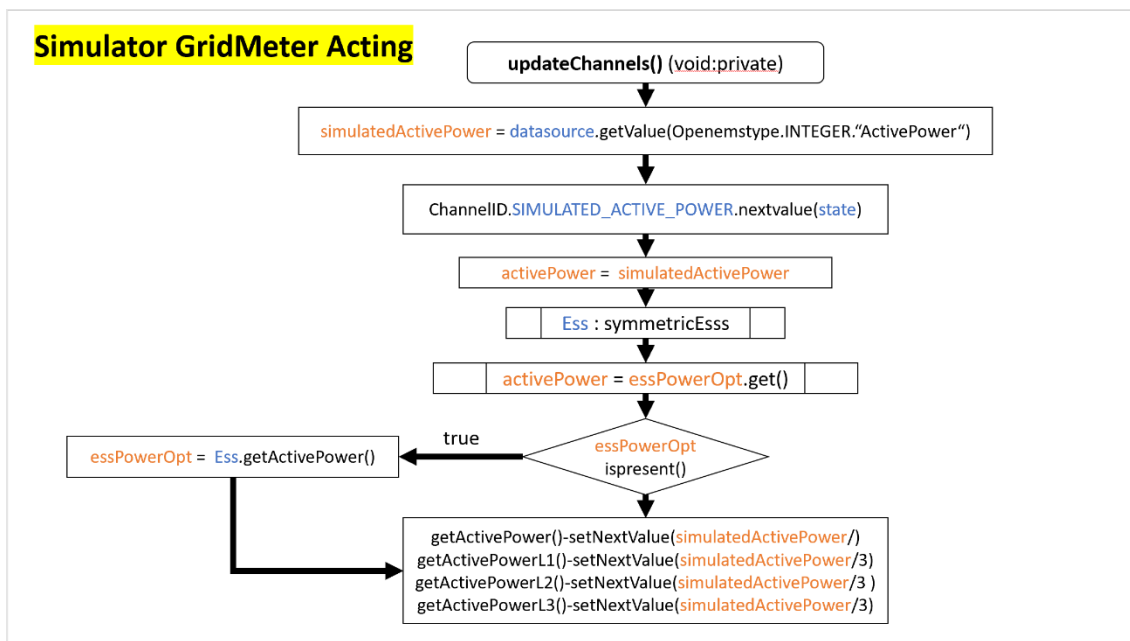 Simulator GridMeter Acting
updateChannels() (void:private)
simulatedActivePower = datasource.getValue(Openemstype.INTEGER.“ActivePower“)
ChannelID.SIMULATED_ACTIVE_POWER.nextvalue(state)
activePower = simulatedActivePower
Ess : symmetricEsss
activePower = essPowerOpt.get()
true
essPowerOpt
ispresent()
essPowerOpt = Ess.getActivePower()
getActivePower()-setNextValue(simulatedActivePower/)
getActivePowerL1()-setNextValue(simulatedActivePower/3)
getActivePowerL2()-setNextValue(simulatedActivePower/3 )
getActivePowerL3()-setNextValue(simulatedActivePower/3)